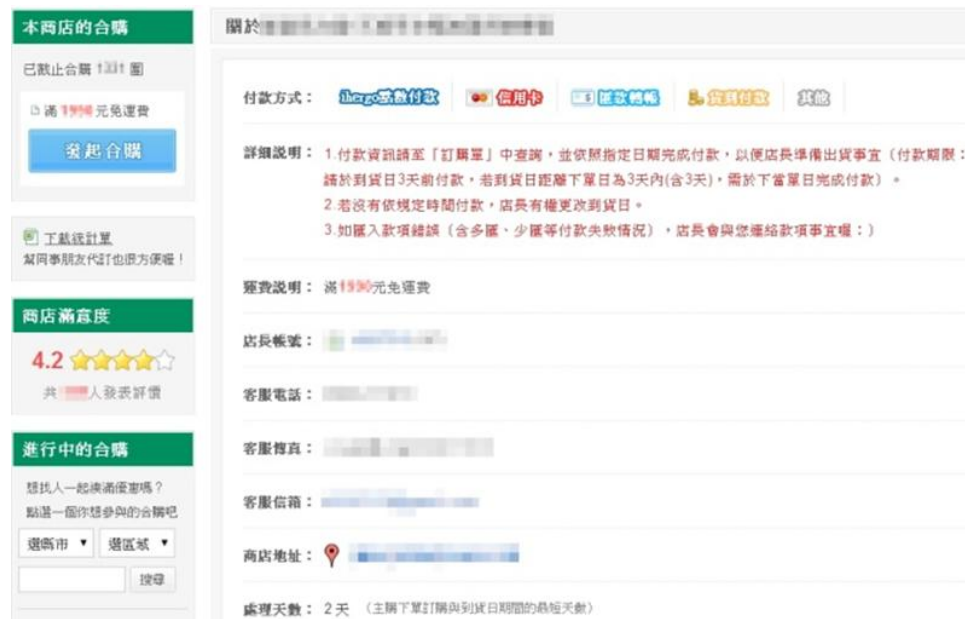 本商店的合購
已截止合購 團
滿 元免運費
發起合購
下載統計單
幫同事朋友代訂也很方便喔！
商店滿意度
4.2
共 人發表評價
進行中的合購
想找人一起湊滿優惠嗎？
點選一個你想參與的合購吧
選縣市 ▼ 選區域 ▼
搜尋
關於
付款方式： ihergo點數付款 信用卡 匯款轉帳 貨到付款 其他
詳細說明： 1.付款資訊請至「訂購單」中查詢，並依照指定日期完成付款，以便店長準備出貨事宜（付款期限：
請於到貨日3天前付款，若到貨日距離下單日為3天內(含3天)，需於下當單日完成付款）。
2.若沒有依規定時間付款，店長有權更改到貨日。
3.如匯入款項錯誤（含多匯、少匯等付款失敗情況），店長會與您連絡款項事宜喔：）
運費說明： 滿 元免運費
店長帳號：
客服電話：
客服傳真：
客服信箱：
商店地址：
處理天數： 2 天 （主購下單訂購與到貨日期間的最短天數）